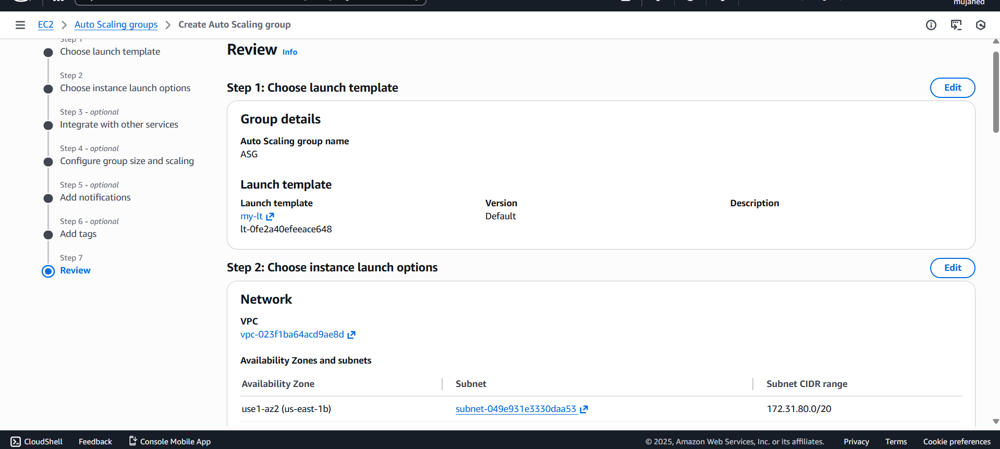 mujahed
EC2 Auto Scaling groups Create Auto Scaling group
Step 1
Choose launch template
Step 2
Choose instance launch options
Step 3 - optional
Integrate with other services
Step 4 - optional
Configure group size and scaling
Step 5 - optional
Add notifications
Step 6 - optional
Add tags
Step 7
Review
Review Info
Step 1: Choose launch template
Edit
Group details
Auto Scaling group name
ASG
Launch template
Launch template Version Description
my-lt Default
lt-0fe2a40efeeace648
Step 2: Choose instance launch options
Edit
Network
VPC
vpc-023f1ba64acd9ae8d
Availability Zones and subnets
Availability Zone Subnet Subnet CIDR range
use1-az2 (us-east-1b) subnet-049e931e3330daa53 172.31.80.0/20
CloudShell Feedback Console Mobile App © 2025, Amazon Web Services, Inc. or its affiliates. Privacy Terms Cookie preferences